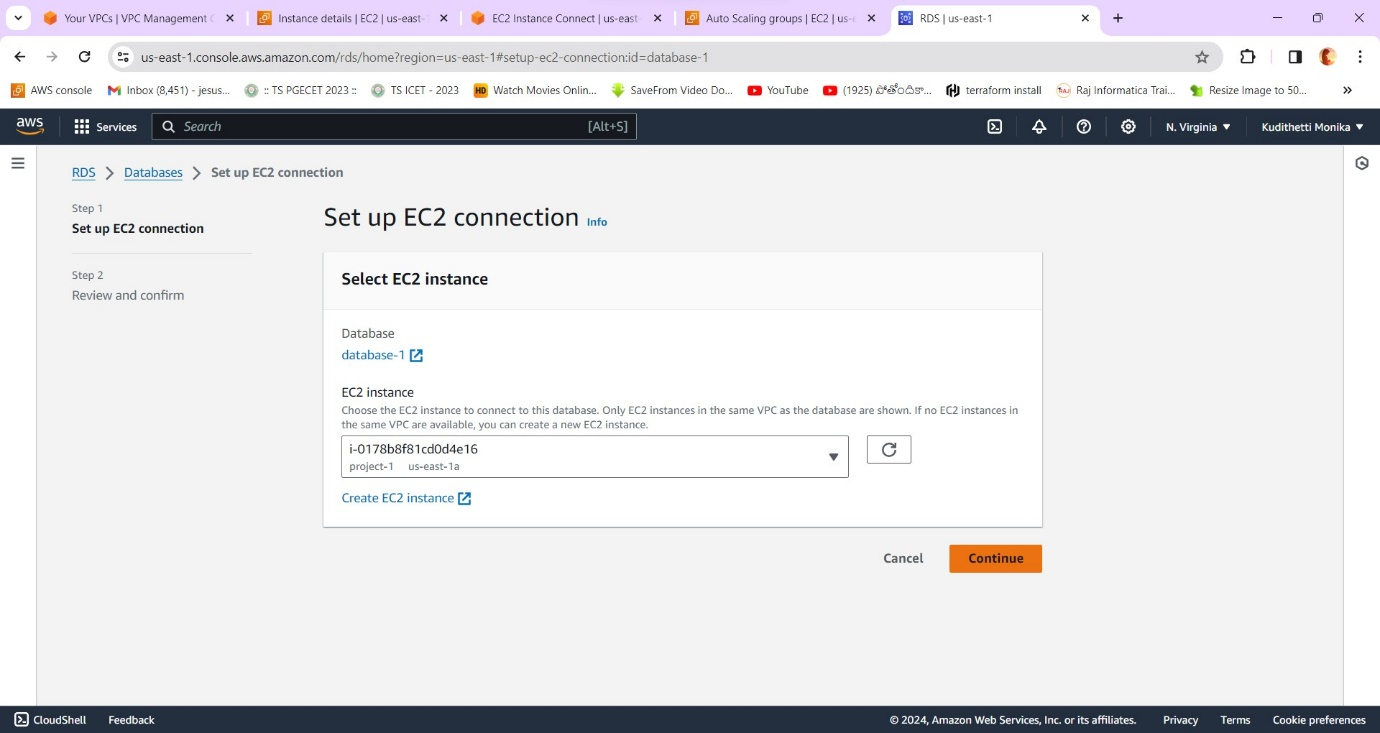 Your VPCs | VPC Management C
Instance details | EC2 | us-east-
EC2 Instance Connect | us-east-
Auto Scaling groups | EC2 | us-e
RDS | us-east-1
us-east-1.console.aws.amazon.com/rds/home?region=us-east-1#setup-ec2-connection:id=database-1
AWS console
Inbox (8,451) - jesus...
:: TS PGECET 2023 ::
TS ICET - 2023
HD Watch Movies Onlin...
SaveFrom Video Do...
YouTube
(1925)
terraform install
Raj Informatica Trai...
Resize Image to 50...
»
aws
Services
Search [Alt+S]
N. Virginia
Kudithetti Monika
RDS > Databases > Set up EC2 connection
Step 1
Set up EC2 connection
Step 2
Review and confirm
Set up EC2 connection Info
Select EC2 instance
Database
database-1
EC2 instance
Choose the EC2 instance to connect to this database. Only EC2 instances in the same VPC as the database are shown. If no EC2 instances in
the same VPC are available, you can create a new EC2 instance.
i-0178b8f81cd0d4e16
project-1 us-east-1a
Create EC2 instance
Cancel
Continue
CloudShell
Feedback
© 2024, Amazon Web Services, Inc. or its affiliates.
Privacy
Terms
Cookie preferences